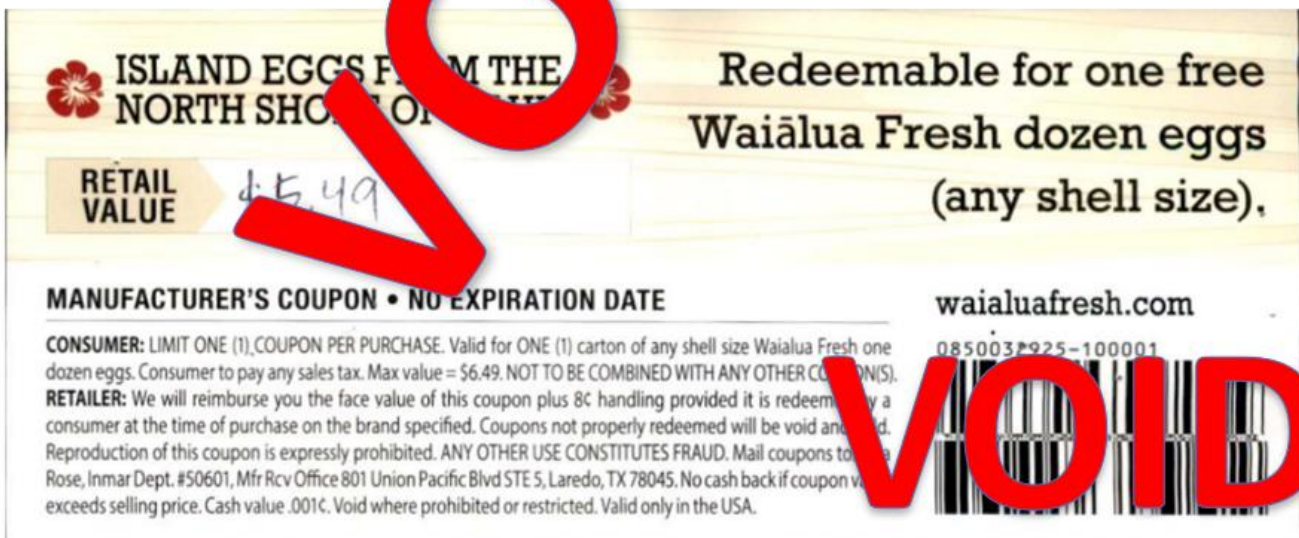 ISLAND EGGS THE
NORTH
RETAIL
VALUE
Redeemable for one free
Waiālua Fresh dozen eggs
(any shell size).
VOID
MANUFACTURER'S COUPON • NO EXPIRATION DATE
CONSUMER: LIMIT ONE (1) COUPON PER PURCHASE. Valid for ONE (1) carton of any shell size Waialua Fresh one
dozen eggs. Consumer to pay any sales tax. Max value = $6.49. NOT TO BE COMBINED WITH ANY OTHER
RETAILER: We will reimburse you the face value of this coupon plus 8¢ handling provided it is a
consumer at the time of purchase on the brand specified. Coupons not properly redeemed will be void and
Reproduction of this coupon is expressly prohibited. ANY OTHER USE CONSTITUTES FRAUD. Mail coupons to
Rose, Inmar Dept. #50601, Mfr Rcv Office 801 Union Pacific Blvd STE 5, Laredo, TX 78045. No cash back if coupon
exceeds selling price. Cash value .001¢. Void where prohibited or restricted. Valid only in the USA.
waialuafresh.com
VOID